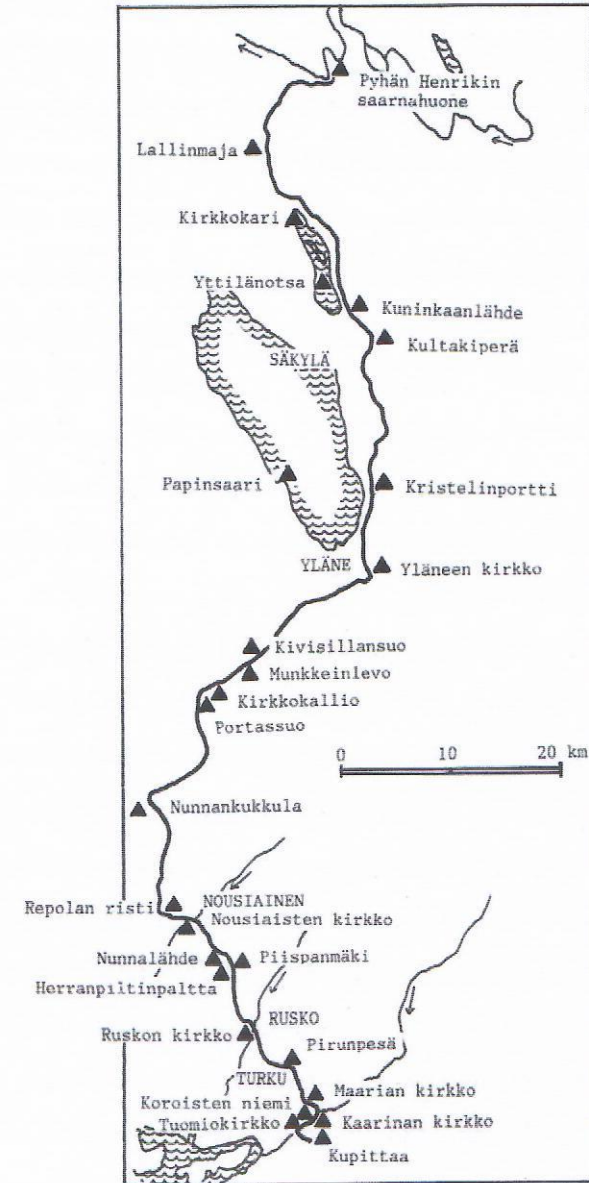 Pyhän Henrikin
saarnahuone
Lallinmaja
Kirkkokari
Yttilänotsa
Kuninkaanlähde
Kultakiperä
SÄKYLÄ
Papinsaari
Kristelinportti
YLÄNE
Yläneen kirkko
Kivisillansuo
Munkkeinlevo
Kirkkokallio
Portassuo
0 10 20 km
Nunnankukkula
Repolan risti
NOUSIAINEN
Nousiaisten kirkko
Nunnalähde
Piispanmäki
Herranpiltinpaltta
RUSKO
Ruskon kirkko
Pirunpesä
TURKU
Maarian kirkko
Koroisten niemi
Tuomiokirkko
Kaarinan kirkko
Kupittaa